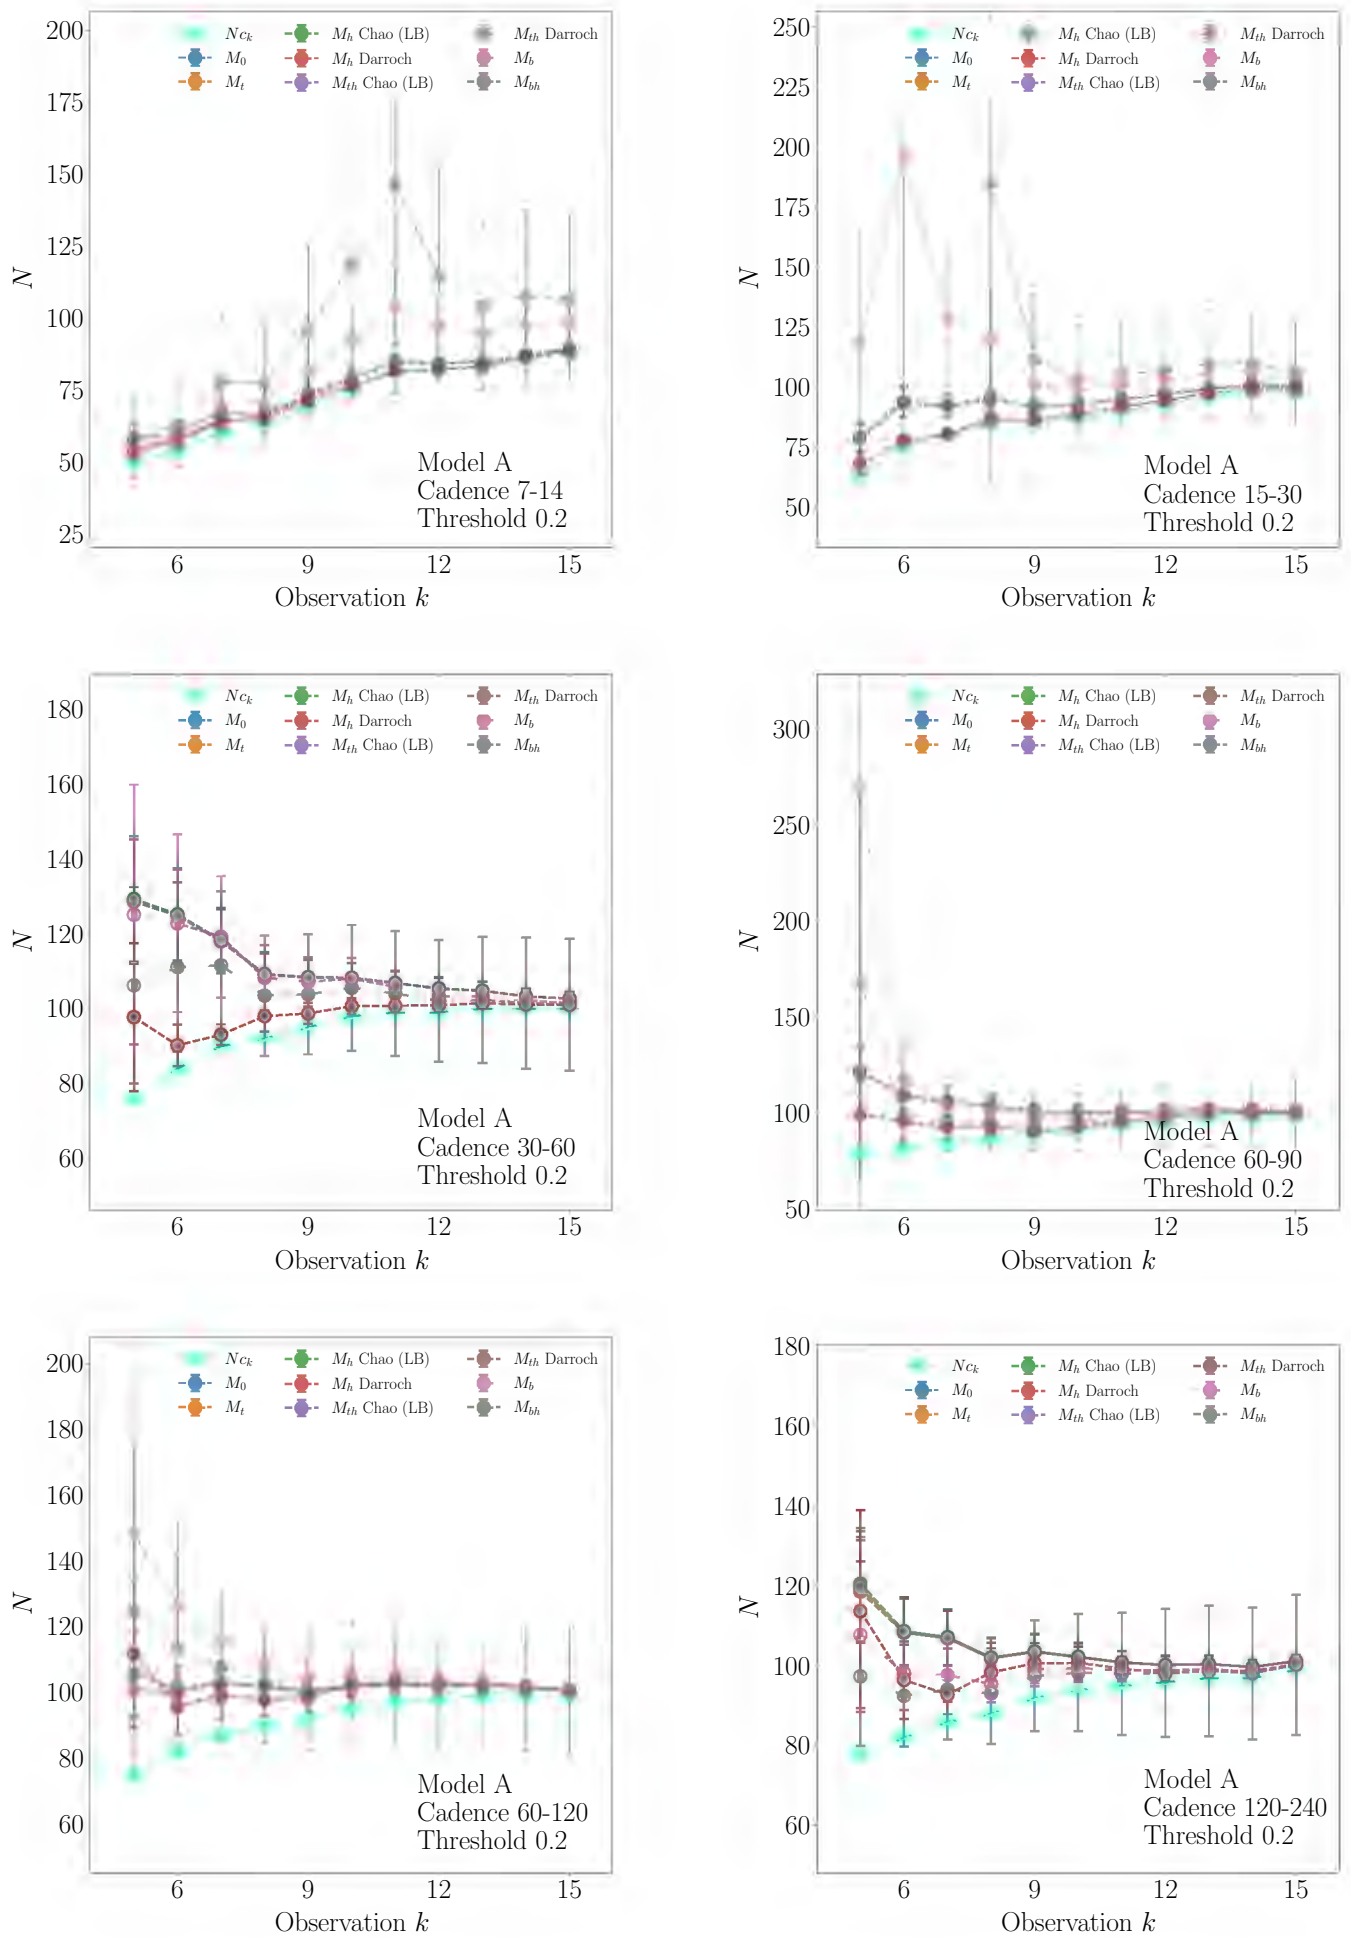 200
175
150
125
100
75
50
25
N
6 9 12 15
Observation k
Nc_k
M_0
M_t
M_h Chao (LB)
M_h Darroch
M_th Chao (LB)
M_th Darroch
M_b
M_bh
Model A
Cadence 7-14
Threshold 0.2
250
225
200
175
150
125
100
75
50
N
6 9 12 15
Observation k
Nc_k
M_0
M_t
M_h Chao (LB)
M_h Darroch
M_th Chao (LB)
M_th Darroch
M_b
M_bh
Model A
Cadence 15-30
Threshold 0.2
180
160
140
120
100
80
60
N
6 9 12 15
Observation k
Nc_k
M_0
M_t
M_h Chao (LB)
M_h Darroch
M_th Chao (LB)
M_th Darroch
M_b
M_bh
Model A
Cadence 30-60
Threshold 0.2
300
250
200
150
100
50
N
6 9 12 15
Observation k
Nc_k
M_0
M_t
M_h Chao (LB)
M_h Darroch
M_th Chao (LB)
M_th Darroch
M_b
M_bh
Model A
Cadence 60-90
Threshold 0.2
200
180
160
140
120
100
80
60
N
6 9 12 15
Observation k
Nc_k
M_0
M_t
M_h Chao (LB)
M_h Darroch
M_th Chao (LB)
M_th Darroch
M_b
M_bh
Model A
Cadence 60-120
Threshold 0.2
180
160
140
120
100
80
60
N
6 9 12 15
Observation k
Nc_k
M_0
M_t
M_h Chao (LB)
M_h Darroch
M_th Chao (LB)
M_th Darroch
M_b
M_bh
Model A
Cadence 120-240
Threshold 0.2